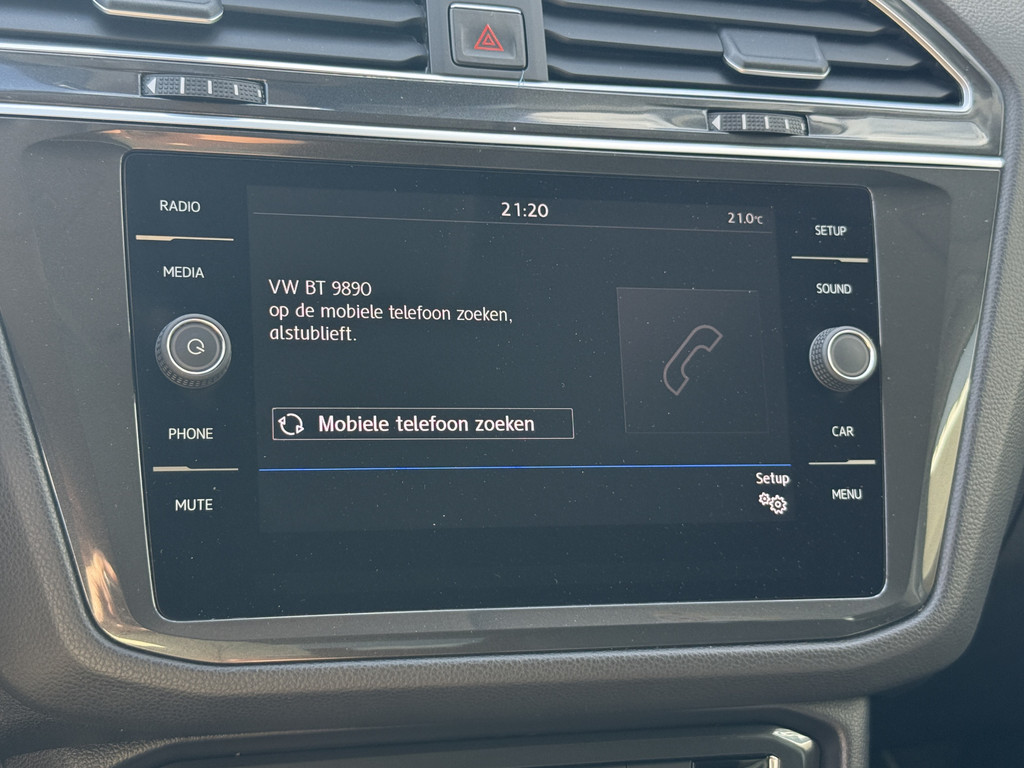 RADIO
MEDIA
PHONE
MUTE
21:20
21.0°C
VW BT 9890
op de mobiele telefoon zoeken,
alstublieft.
Mobiele telefoon zoeken
Setup
SETUP
SOUND
CAR
MENU